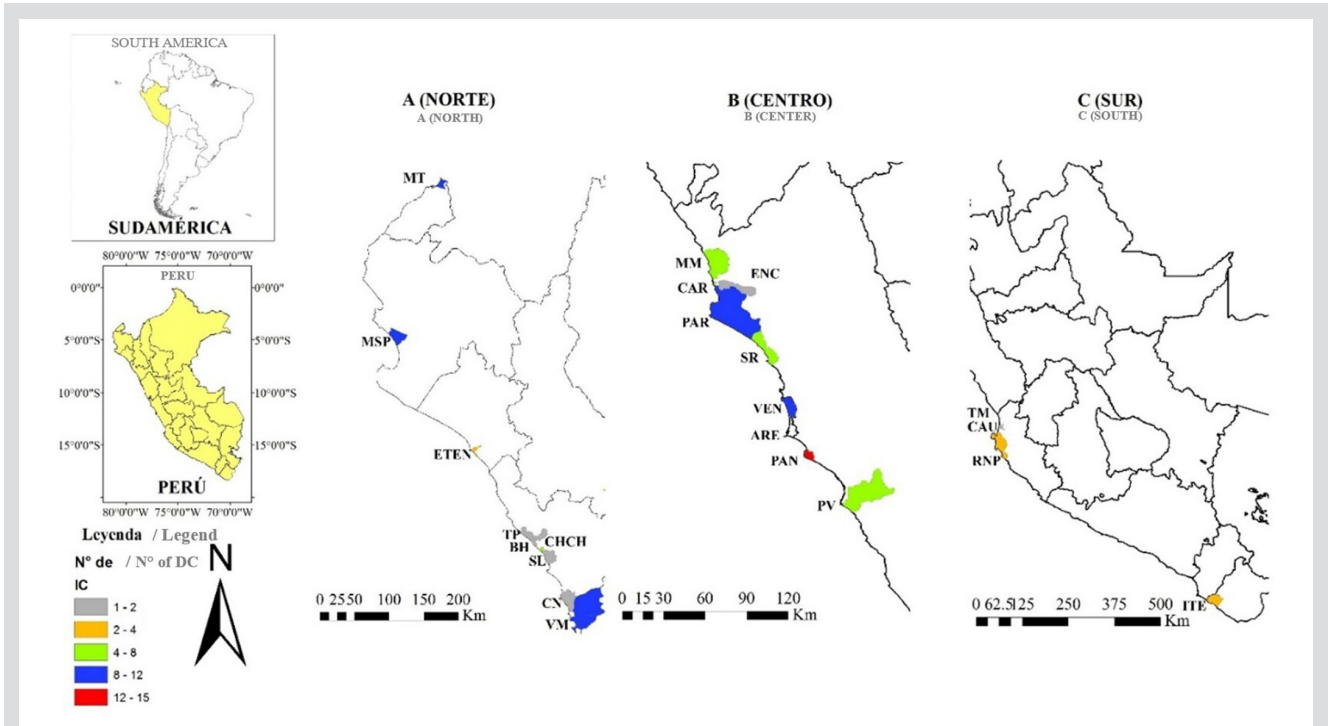 SOUTH AMERICA
SUDAMÉRICA
80°0'0"W 75°0'0"W 70°0'0"W
PERU
0°0'0" 0°0'0"
5°0'0"S 5°0'0"S
10°0'0"S 10°0'0"S
15°0'0"S 15°0'0"S
PERÚ
80°0'0"W 75°0'0"W 70°0'0"W
Leyenda / Legend
N° de / N° of DC
IC
1 - 2
2 - 4
4 - 8
8 - 12
12 - 15
N
A (NORTE)
A (NORTH)
MT
MSP
ETEN
TP
CHCH
BH
SL
CN
VM
0 2550 100 150 200
Km
B (CENTRO)
B (CENTER)
MM
ENC
CAR
PAR
SR
VEN
ARE
PAN
PV
0 15 30 60 90 120
Km
C (SUR)
C (SOUTH)
TM
CAU
RNP
ITE
0 62.5125 250 375 500
Km